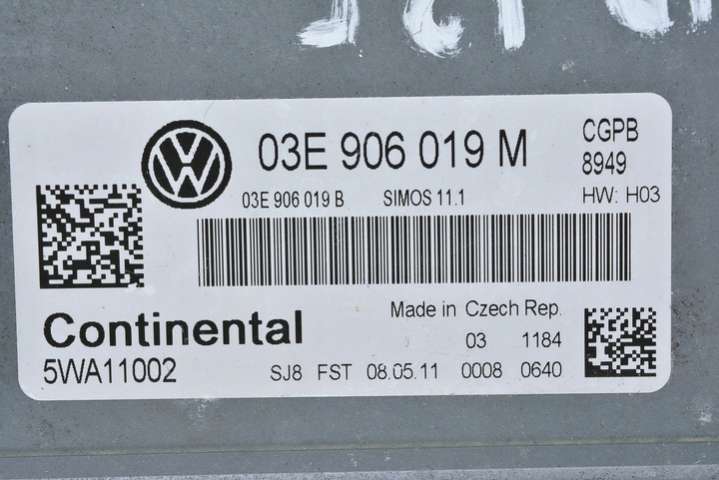 03E 906 019 M
CGPB
8949
HW: H03
03E 906 019 B SIMOS 11.1
Continental
5WA11002
Made in Czech Rep.
03 1184
SJ8 FST 08.05.11 0008 0640